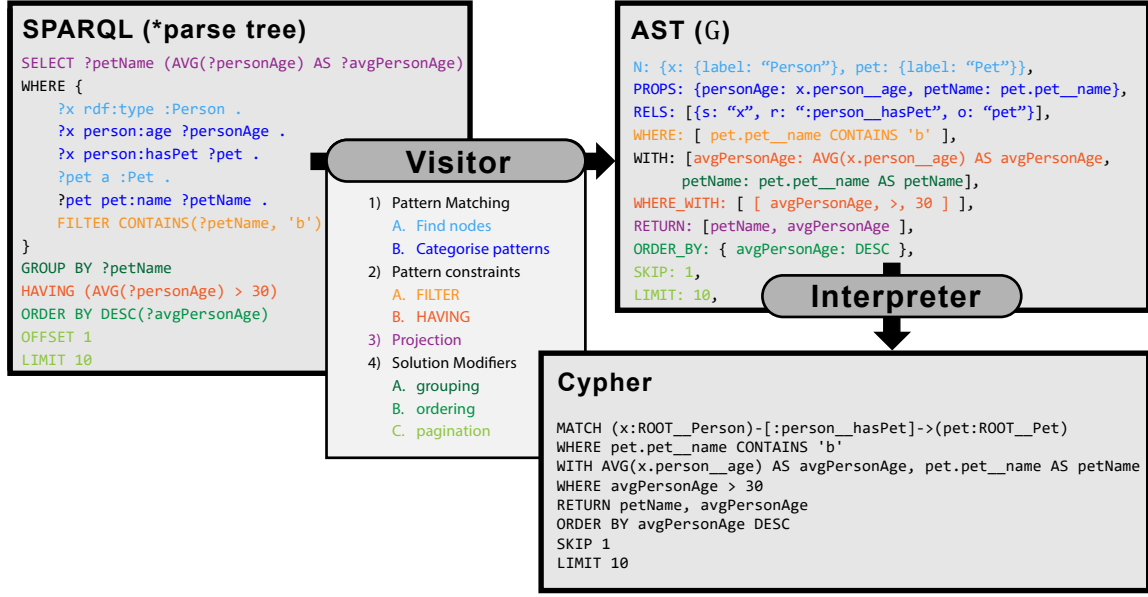 SPARQL (*parse tree)
SELECT ?petName (AVG(?personAge) AS ?avgPersonAge)
WHERE {
?x rdf:type :Person .
?x person:age ?personAge .
?x person:hasPet ?pet .
?pet a :Pet .
?pet pet:name ?petName .
FILTER CONTAINS(?petName, 'b')
}
GROUP BY ?petName
HAVING (AVG(?personAge) > 30)
ORDER BY DESC(?avgPersonAge)
OFFSET 1
LIMIT 10
Visitor
1) Pattern Matching
A. Find nodes
B. Categorise patterns
2) Pattern constraints
A. FILTER
B. HAVING
3) Projection
4) Solution Modifiers
A. grouping
B. ordering
C. pagination
AST (G)
N: {x: {label: “Person”}, pet: {label: “Pet”}},
PROPS: {personAge: x.person__age, petName: pet.pet__name},
RELS: [{s: “x”, r: “:person__hasPet”, o: “pet”}],
WHERE: [ pet.pet__name CONTAINS 'b' ],
WITH: [avgPersonAge: AVG(x.person__age) AS avgPersonAge,
petName: pet.pet__name AS petName],
WHERE_WITH: [ [ avgPersonAge, >, 30 ] ],
RETURN: [petName, avgPersonAge ],
ORDER_BY: { avgPersonAge: DESC },
SKIP: 1,
LIMIT: 10,
Interpreter
Cypher
MATCH (x:ROOT__Person)-[:person__hasPet]->(pet:ROOT__Pet)
WHERE pet.pet__name CONTAINS 'b'
WITH AVG(x.person__age) AS avgPersonAge, pet.pet__name AS petName
WHERE avgPersonAge > 30
RETURN petName, avgPersonAge
ORDER BY avgPersonAge DESC
SKIP 1
LIMIT 10